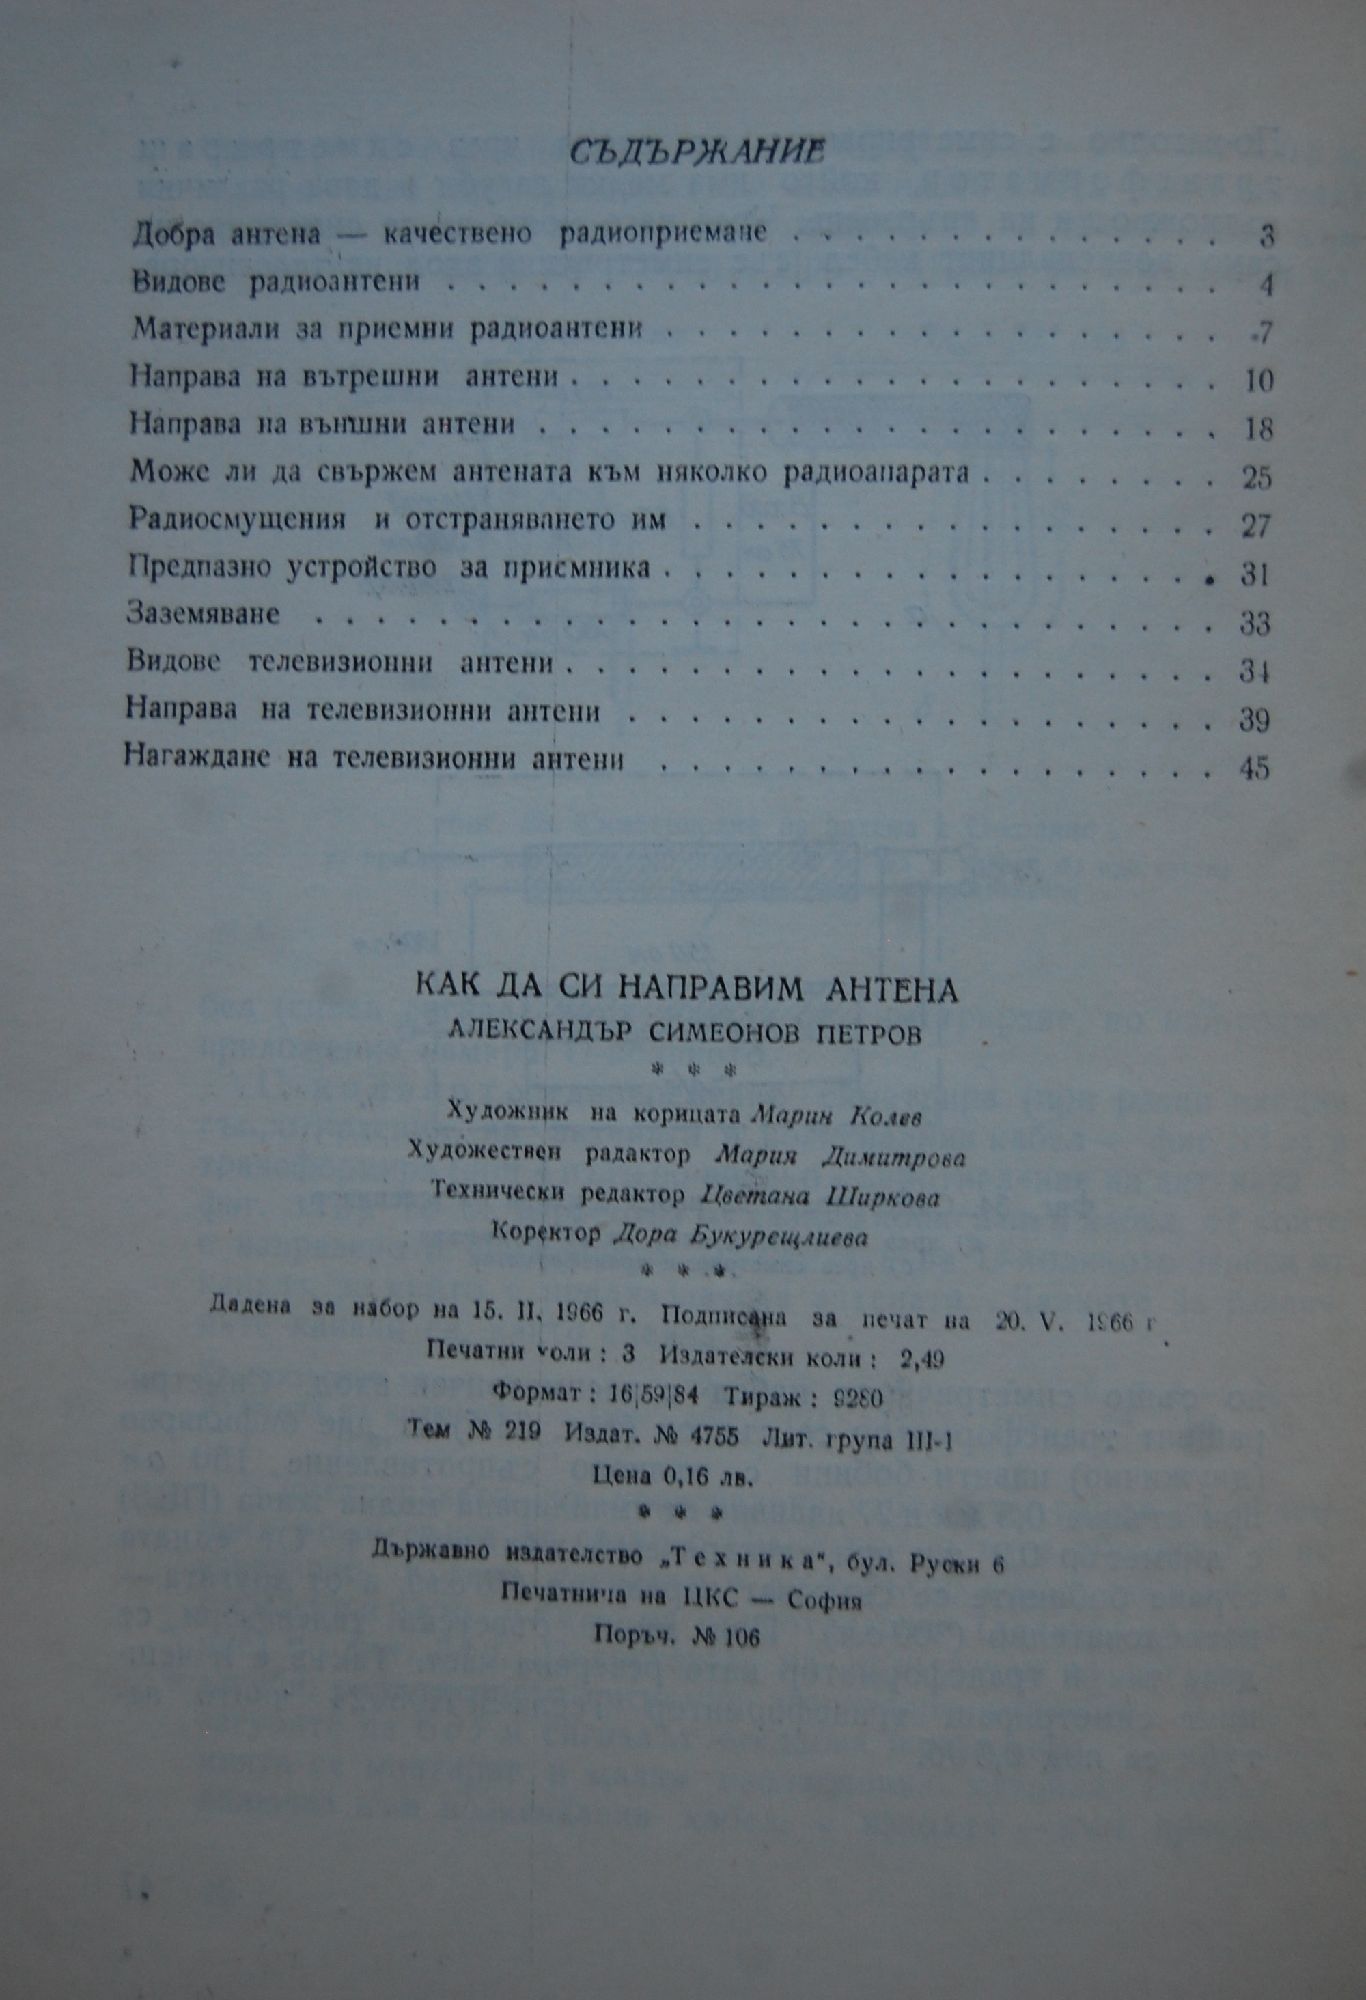 СЪДЪРЖАНИЕ
Добра антена — качествено радиоприемане . . . . . . . . . . . . . . 3
Видове радиоантени . . . . . . . . . . . . . . . . . . . . . . . . . 4
Материали за приемни радиоантени . . . . . . . . . . . . . . . . . . 7
Направа на вътрешни антени . . . . . . . . . . . . . . . . . . . . . 10
Направа на външни антени . . . . . . . . . . . . . . . . . . . . . . 18
Може ли да свържем антената към няколко радиоапарата . . . . . . . . 25
Радиосмущения и отстраняването им . . . . . . . . . . . . . . . . . 27
Предпазно устройство за приемника . . . . . . . . . . . . . . . . . . 31
Заземяване . . . . . . . . . . . . . . . . . . . . . . . . . . . . . 33
Видове телевизионни антени . . . . . . . . . . . . . . . . . . . . . 34
Направа на телевизионни антени . . . . . . . . . . . . . . . . . . . 39
Нагаждане на телевизионни антени . . . . . . . . . . . . . . . . . . 45
КАК ДА СИ НАПРАВИМ АНТЕНА
АЛЕКСАНДЪР СИМЕОНОВ ПЕТРОВ
* * *
Художник на корицата Марин Колев
Художествен радактор Мария Димитрова
Технически редактор Цветана Ширкова
Коректор Дора Букурещлиева
* * *
Дадена за набор на 15. II. 1966 г. Подписана за печат на 20. V. 1966 г.
Печатни коли : 3 Издателски коли : 2,49
Формат : 16|59|84 Тираж : 9280
Тем № 219 Издат. № 4755 Лит. група III-1
Цена 0,16 лв.
* * *
Държавно издателство „Техника“, бул. Руски 6
Печатница на ЦКС — София
Поръч. № 106